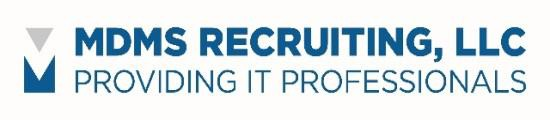 MDMS RECRUITING, LLC
PROVIDING IT PROFESSIONALS